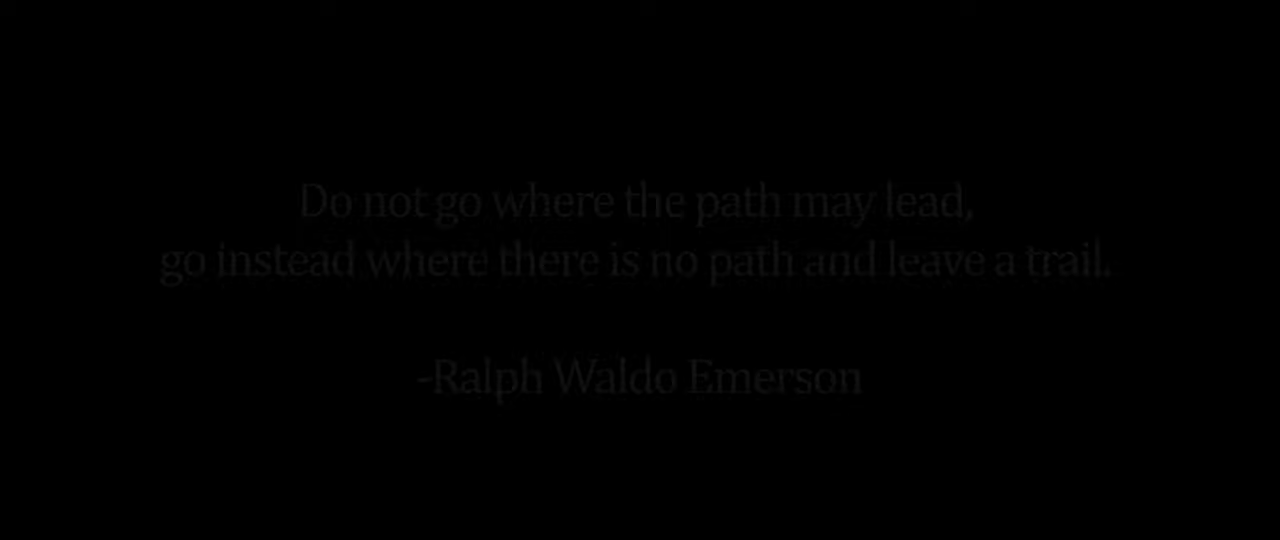 Do not go where the path may lead,
go instead where there is no path and leave a trail.
-Ralph Waldo Emerson